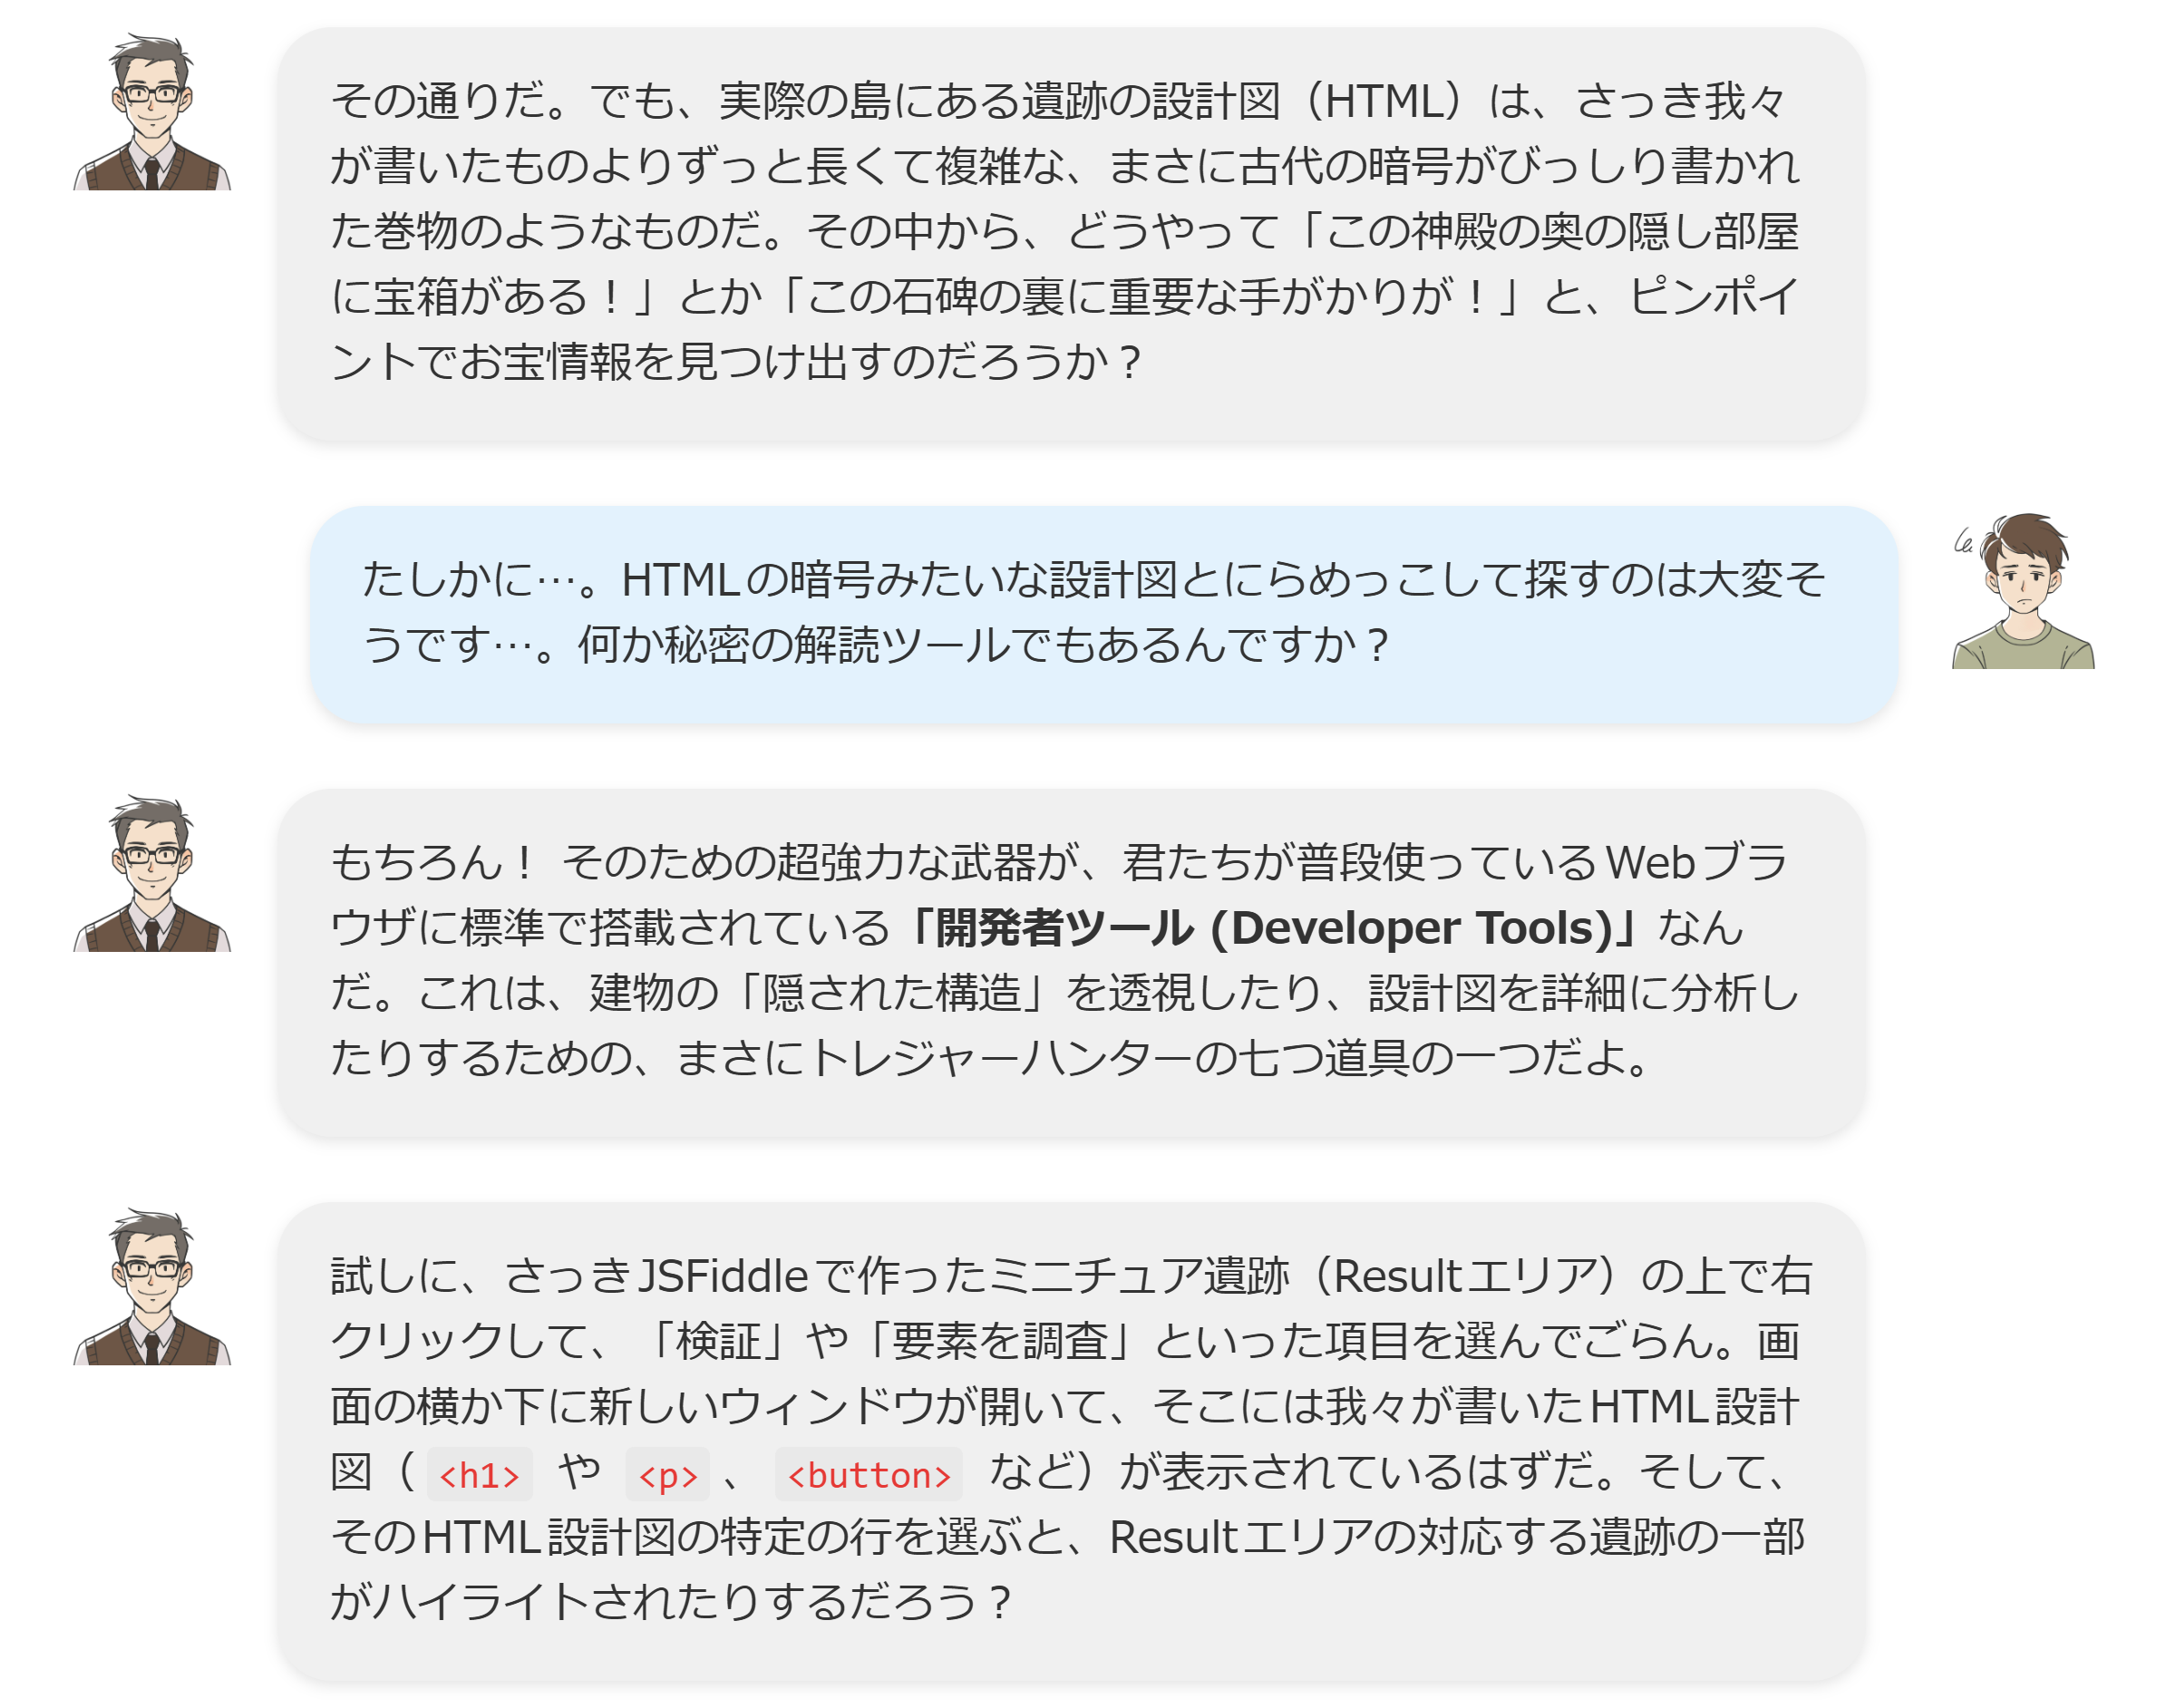 その通りだ。でも、実際の島にある遺跡の設計図（HTML）は、さっき我々
が書いたものよりずっと長くて複雑な、まさに古代の暗号がびっしり書かれ
た巻物のようなものだ。その中から、どうやって「この神殿の奥の隠し部屋
に宝箱がある！」とか「この石碑の裏に重要な手がかりが！」と、ピンポイ
ントでお宝情報を見つけ出すのだろうか？
たしかに…。HTMLの暗号みたいな設計図とにらめっこして探すのは大変そ
うです…。何か秘密の解読ツールでもあるんですか？
もちろん！ そのための超強力な武器が、君たちが普段使っているWebブラ
ウザに標準で搭載されている「開発者ツール (Developer Tools)」なん
だ。これは、建物の「隠された構造」を透視したり、設計図を詳細に分析し
たりするための、まさにトレジャーハンターの七つ道具の一つだよ。
試しに、さっきJSFiddleで作ったミニチュア遺跡（Resultエリア）の上で右
クリックして、「検証」や「要素を調査」といった項目を選んでごらん。画
面の横か下に新しいウィンドウが開いて、そこには我々が書いたHTML設計
図（ <h1> や <p> 、 <button> など）が表示されているはずだ。そして、
そのHTML設計図の特定の行を選ぶと、Resultエリアの対応する遺跡の一部
がハイライトされたりするだろう？